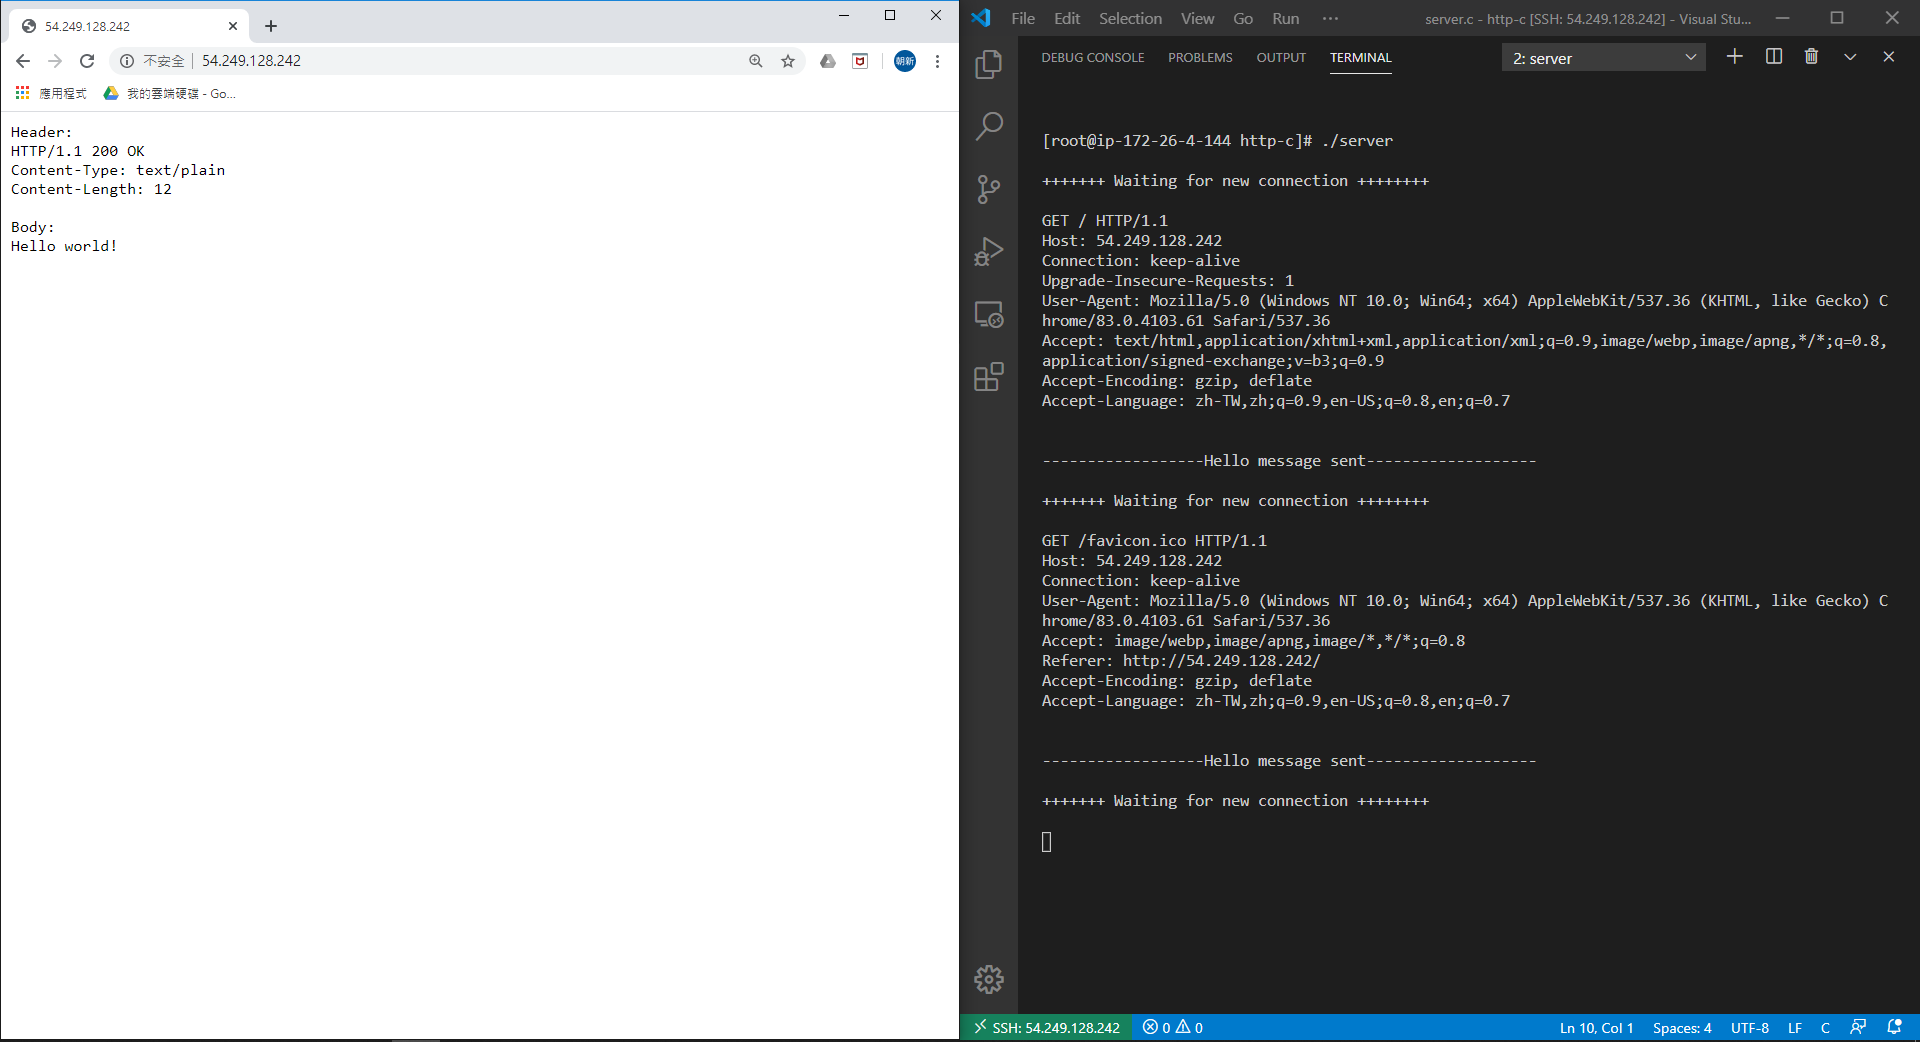 54.249.128.242
不安全
54.249.128.242
朝新
應用程式
我的雲端硬碟 - Go...
Header:
HTTP/1.1 200 OK
Content-Type: text/plain
Content-Length: 12
Body:
Hello world!
File Edit Selection View Go Run ···
server.c - http-c [SSH: 54.249.128.242] - Visual Stu...
DEBUG CONSOLE PROBLEMS OUTPUT TERMINAL
2: server
[root@ip-172-26-4-144 http-c]# ./server
+++++++ Waiting for new connection ++++++++
GET / HTTP/1.1
Host: 54.249.128.242
Connection: keep-alive
Upgrade-Insecure-Requests: 1
User-Agent: Mozilla/5.0 (Windows NT 10.0; Win64; x64) AppleWebKit/537.36 (KHTML, like Gecko) C
hrome/83.0.4103.61 Safari/537.36
Accept: text/html,application/xhtml+xml,application/xml;q=0.9,image/webp,image/apng,*/*;q=0.8,
application/signed-exchange;v=b3;q=0.9
Accept-Encoding: gzip, deflate
Accept-Language: zh-TW,zh;q=0.9,en-US;q=0.8,en;q=0.7
------------------Hello message sent-------------------
+++++++ Waiting for new connection ++++++++
GET /favicon.ico HTTP/1.1
Host: 54.249.128.242
Connection: keep-alive
User-Agent: Mozilla/5.0 (Windows NT 10.0; Win64; x64) AppleWebKit/537.36 (KHTML, like Gecko) C
hrome/83.0.4103.61 Safari/537.36
Accept: image/webp,image/apng,image/*,*/*;q=0.8
Referer: http://54.249.128.242/
Accept-Encoding: gzip, deflate
Accept-Language: zh-TW,zh;q=0.9,en-US;q=0.8,en;q=0.7
------------------Hello message sent-------------------
+++++++ Waiting for new connection ++++++++
SSH: 54.249.128.242
0 0
Ln 10, Col 1 Spaces: 4 UTF-8 LF C